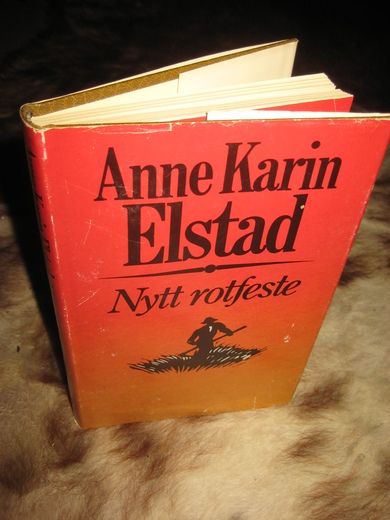 Anne Karin
Elstad
Nytt rotfeste